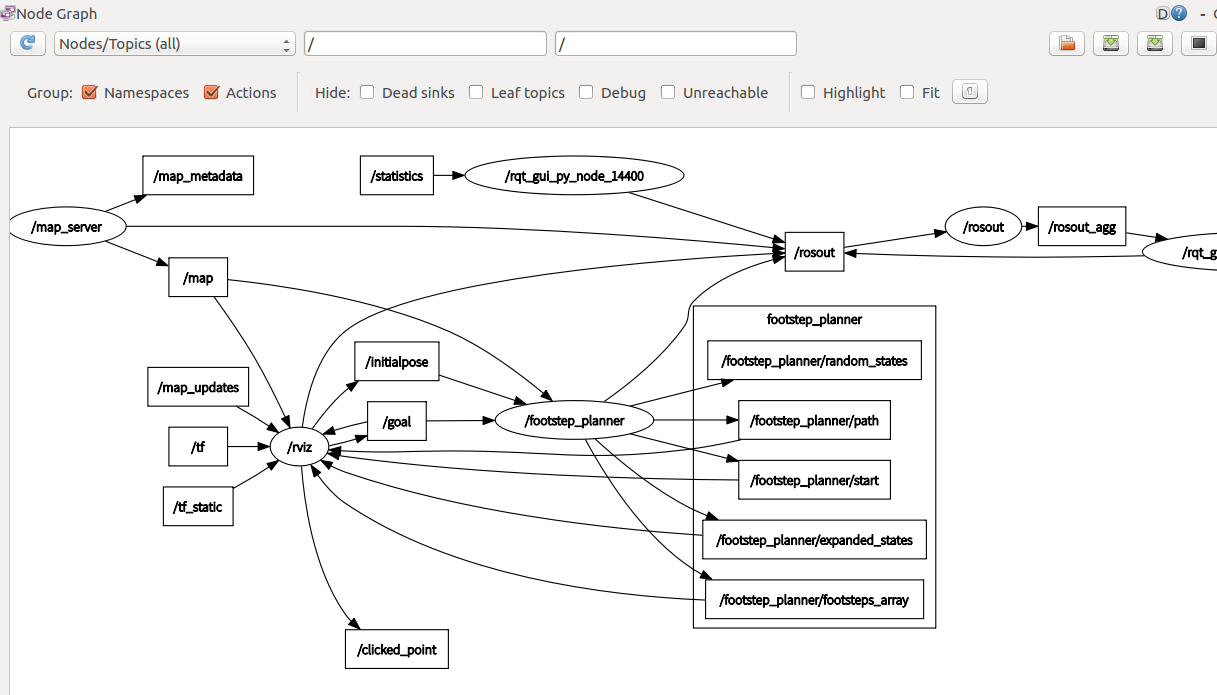 Node Graph
D ? -
Nodes/Topics (all) / /
Group: Namespaces Actions Hide: Dead sinks Leaf topics Debug Unreachable Highlight Fit
/map_metadata
/statistics
/rqt_gui_py_node_14400
/map_server
/rosout
/rosout_agg
/rosout
/rqt_g
/map
footstep_planner
/initialpose
/footstep_planner/random_states
/map_updates
/goal
/footstep_planner
/footstep_planner/path
/tf
/rviz
/footstep_planner/start
/tf_static
/footstep_planner/expanded_states
/footstep_planner/footsteps_array
/clicked_point